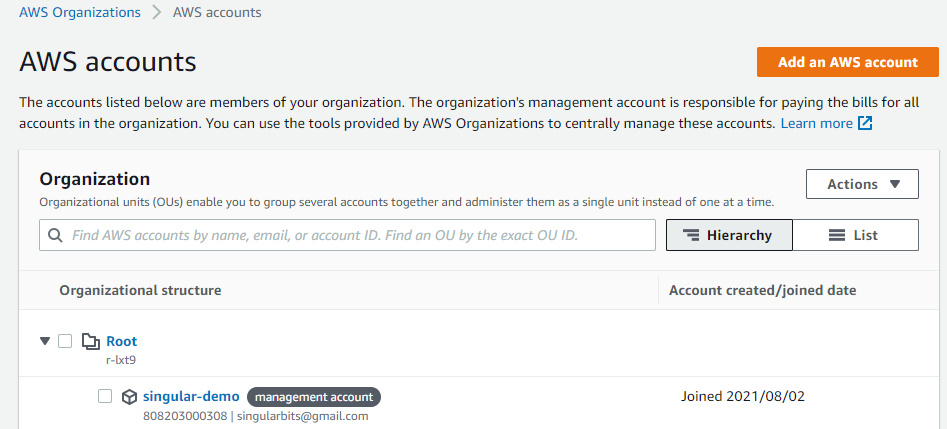 AWS Organizations > AWS accounts
AWS accounts
Add an AWS account
The accounts listed below are members of your organization. The organization's management account is responsible for paying the bills for all
accounts in the organization. You can use the tools provided by AWS Organizations to centrally manage these accounts. Learn more
Organization
Actions
Organizational units (OUs) enable you to group several accounts together and administer them as a single unit instead of one at a time.
Find AWS accounts by name, email, or account ID. Find an OU by the exact OU ID.
Hierarchy
List
Organizational structure
Account created/joined date
Root
r-lxt9
singular-demo management account
Joined 2021/08/02
808203000308 | singularbits@gmail.com